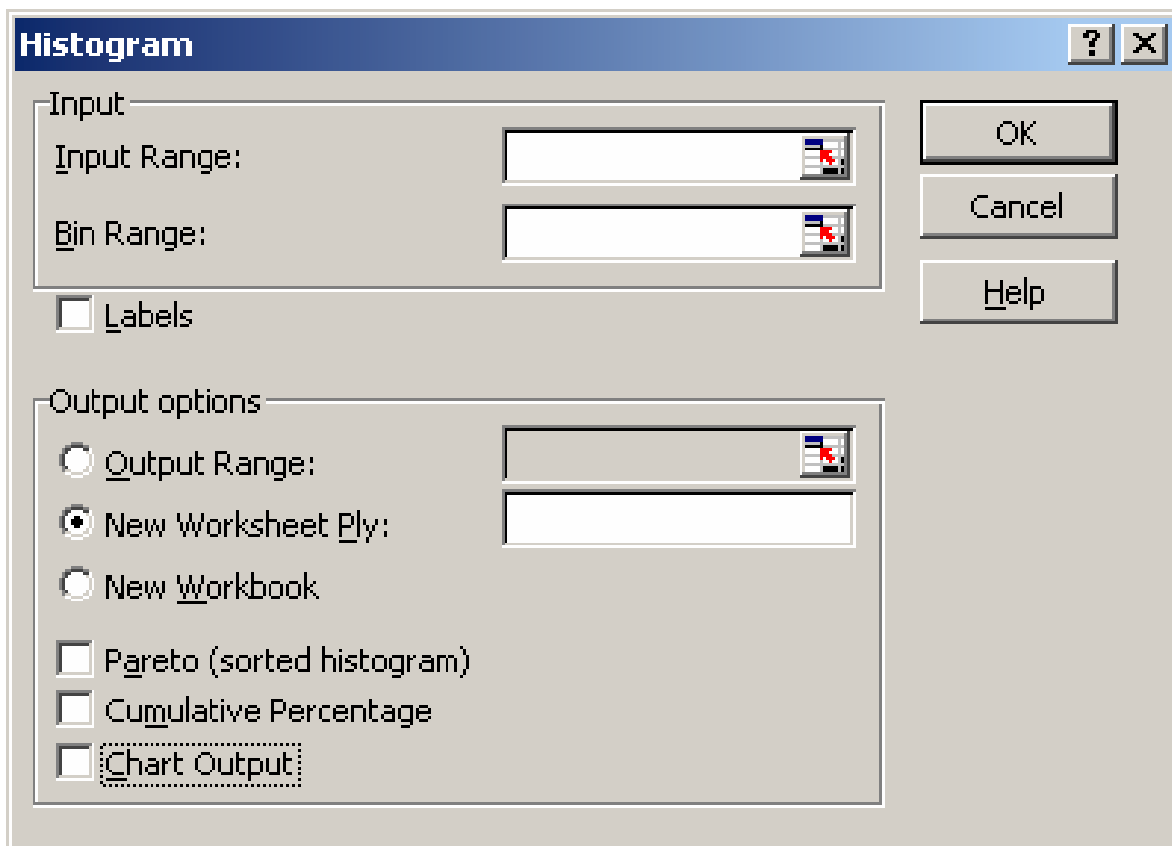 Histogram
?
Input
Input Range:
Bin Range:
Labels
OK
Cancel
Help
Output options
Output Range:
New Worksheet Ply:
New Workbook
Pareto (sorted histogram)
Cumulative Percentage
Chart Output